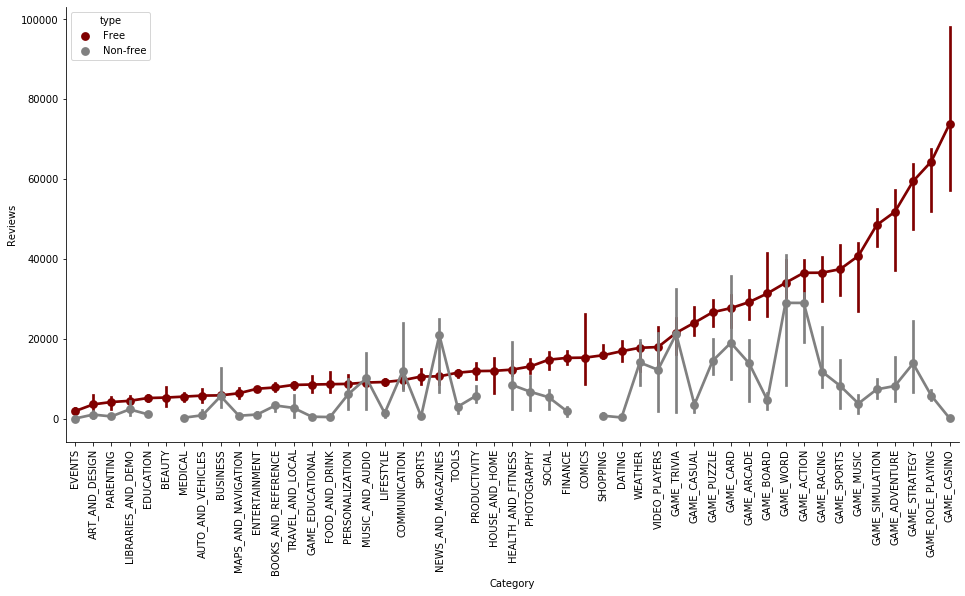 type
Free
Non-free
100000
80000
60000
40000
20000
0
Reviews
EVENTS
ART_AND_DESIGN
PARENTING
LIBRARIES_AND_DEMO
EDUCATION
BEAUTY
MEDICAL
AUTO_AND_VEHICLES
BUSINESS
MAPS_AND_NAVIGATION
ENTERTAINMENT
BOOKS_AND_REFERENCE
TRAVEL_AND_LOCAL
GAME_EDUCATIONAL
FOOD_AND_DRINK
PERSONALIZATION
MUSIC_AND_AUDIO
LIFESTYLE
COMMUNICATION
SPORTS
NEWS_AND_MAGAZINES
TOOLS
PRODUCTIVITY
HOUSE_AND_HOME
HEALTH_AND_FITNESS
PHOTOGRAPHY
SOCIAL
FINANCE
COMICS
SHOPPING
DATING
WEATHER
VIDEO_PLAYERS
GAME_TRIVIA
GAME_CASUAL
GAME_PUZZLE
GAME_CARD
GAME_ARCADE
GAME_BOARD
GAME_WORD
GAME_ACTION
GAME_RACING
GAME_SPORTS
GAME_MUSIC
GAME_SIMULATION
GAME_ADVENTURE
GAME_STRATEGY
GAME_ROLE_PLAYING
GAME_CASINO
Category